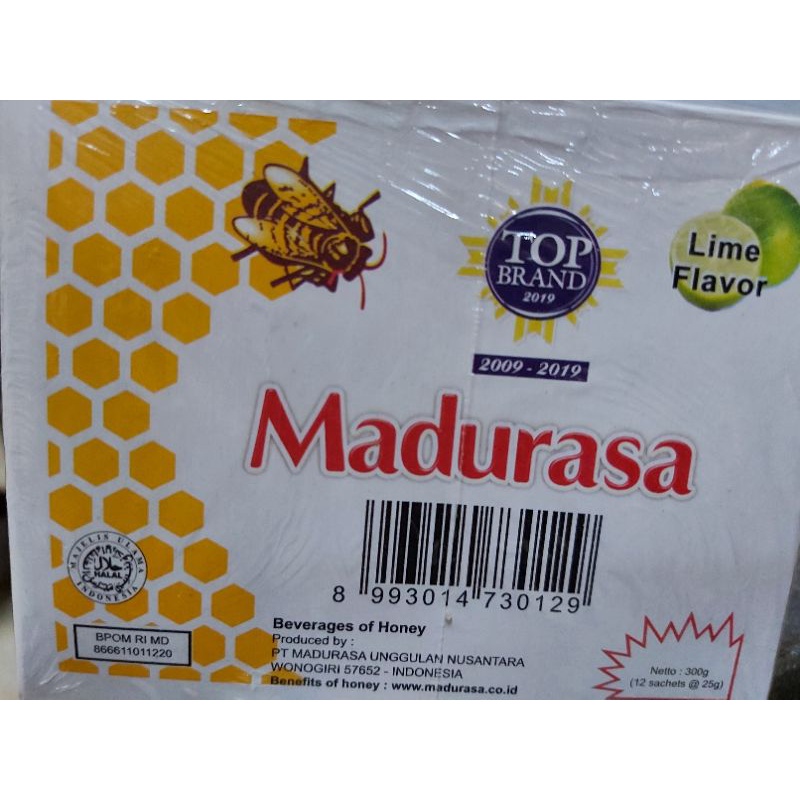 TOP
BRAND
2019
2009 - 2019
Lime
Flavor
Madurasa
8 993014 730129
MAJELIS ULAMA
حلال
HALAL
INDONESIA
BPOM RI MD
866611011220
Beverages of Honey
Produced by :
PT MADURASA UNGGULAN NUSANTARA
WONOGIRI 57652 - INDONESIA
Benefits of honey : www.madurasa.co.id
Netto : 300g
(12 sachets @ 25g)